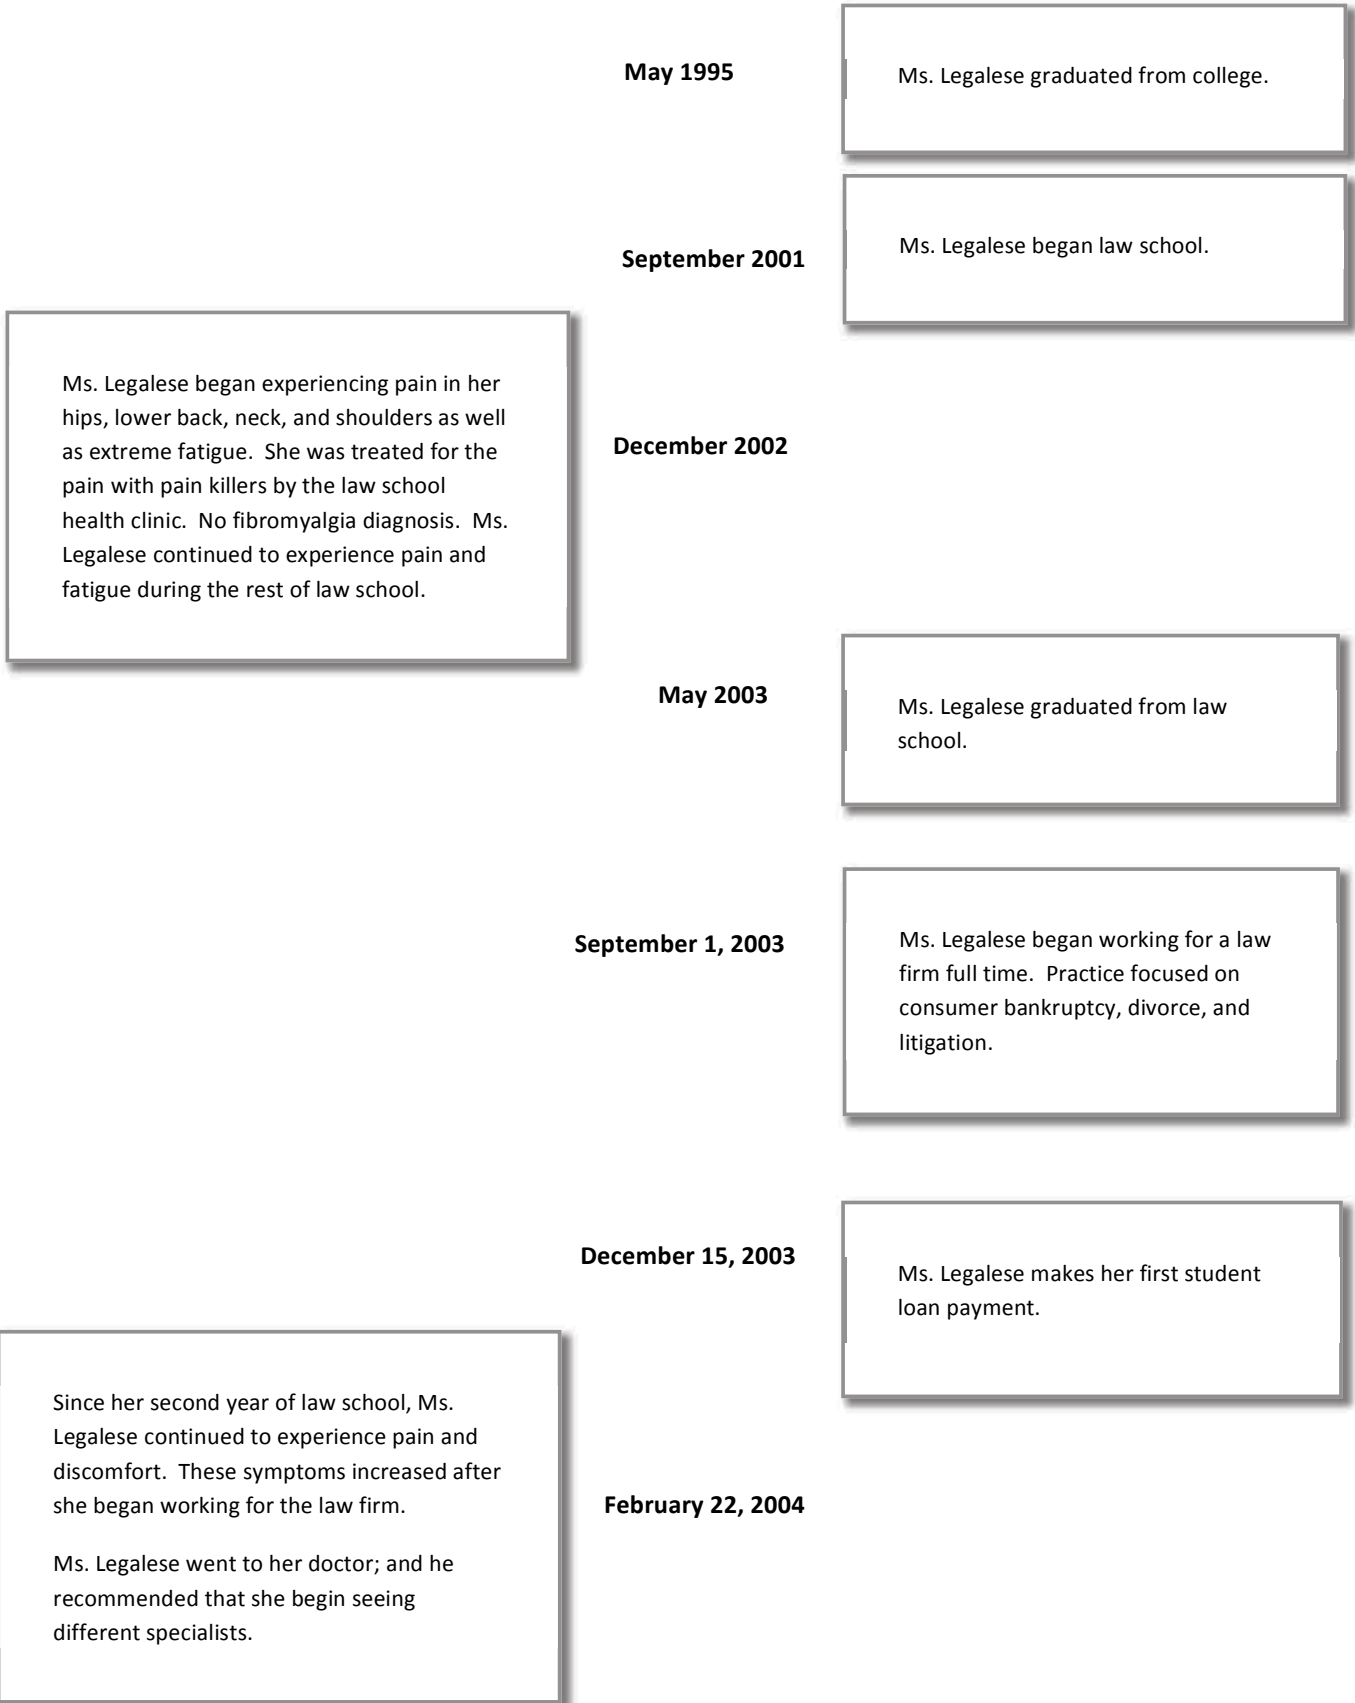 May 1995
Ms. Legalese graduated from college.
September 2001
Ms. Legalese began law school.
Ms. Legalese began experiencing pain in her
hips, lower back, neck, and shoulders as well
as extreme fatigue.  She was treated for the
pain with pain killers by the law school
health clinic.  No fibromyalgia diagnosis.  Ms.
Legalese continued to experience pain and
fatigue during the rest of law school.
December 2002
May 2003
Ms. Legalese graduated from law
school.
September 1, 2003
Ms. Legalese began working for a law
firm full time.  Practice focused on
consumer bankruptcy, divorce, and
litigation.
December 15, 2003
Ms. Legalese makes her first student
loan payment.
Since her second year of law school, Ms.
Legalese continued to experience pain and
discomfort.  These symptoms increased after
she began working for the law firm.
Ms. Legalese went to her doctor; and he
recommended that she begin seeing
different specialists.
February 22, 2004